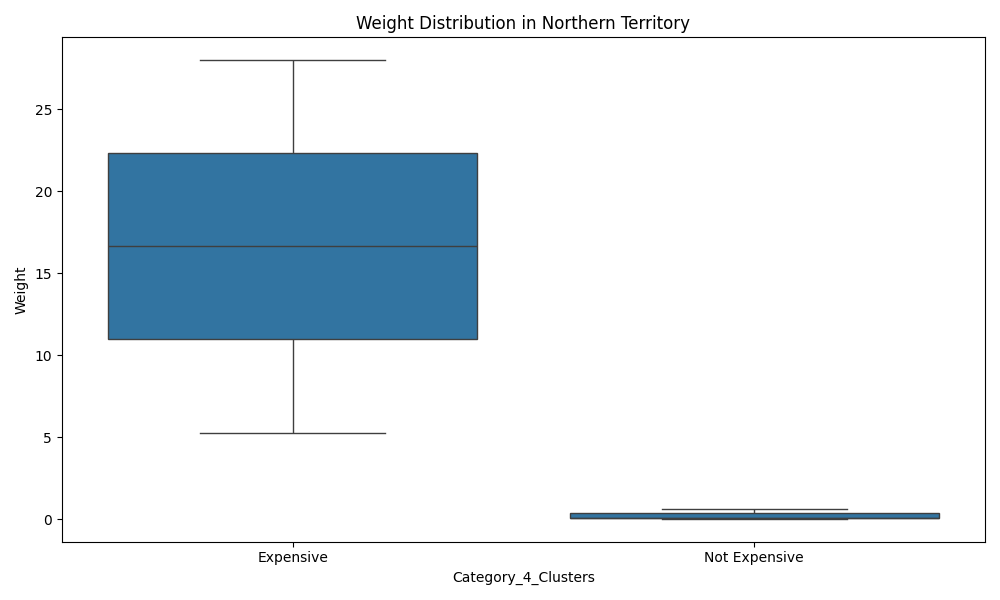 Weight Distribution in Northern Territory
Weight
25
20
15
10
5
0
Expensive
Not Expensive
Category_4_Clusters